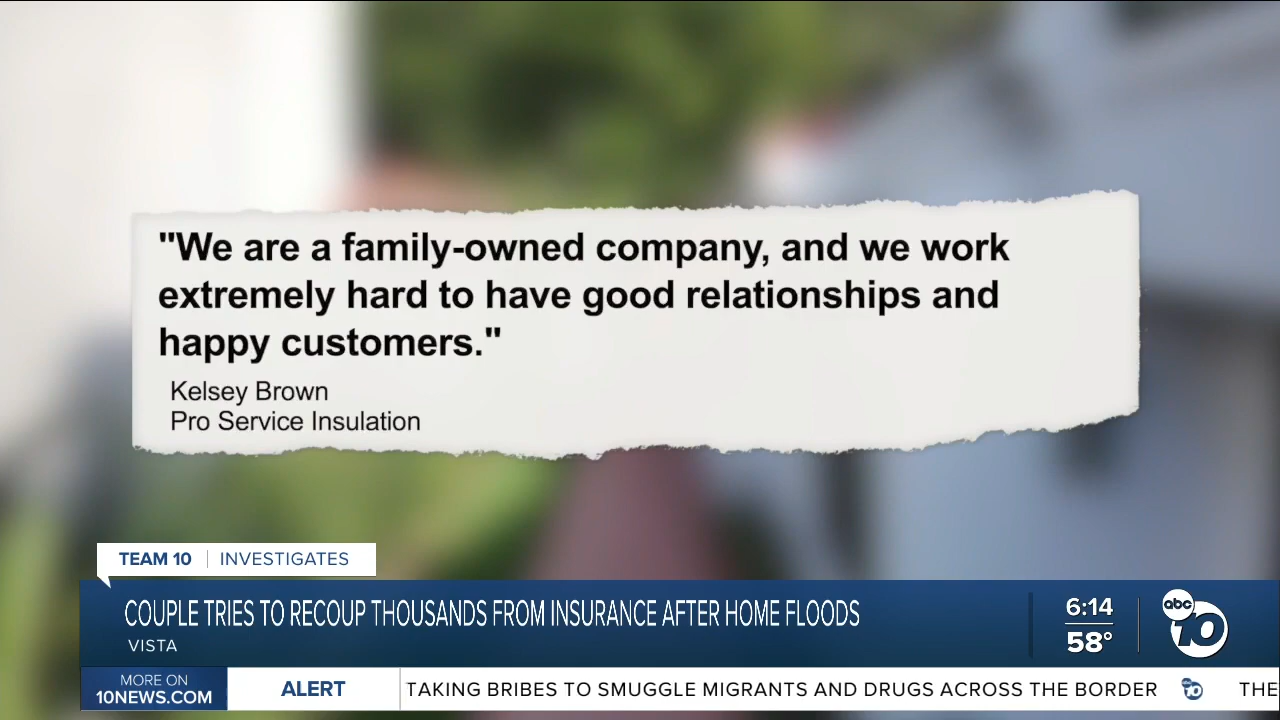 "We are a family-owned company, and we work
extremely hard to have good relationships and
happy customers."
Kelsey Brown
Pro Service Insulation
TEAM 10 | INVESTIGATES
COUPLE TRIES TO RECOUP THOUSANDS FROM INSURANCE AFTER HOME FLOODS
VISTA
6:14
58°
abc
10
MORE ON
10NEWS.COM
ALERT
TAKING BRIBES TO SMUGGLE MIGRANTS AND DRUGS ACROSS THE BORDER abc 10 THE